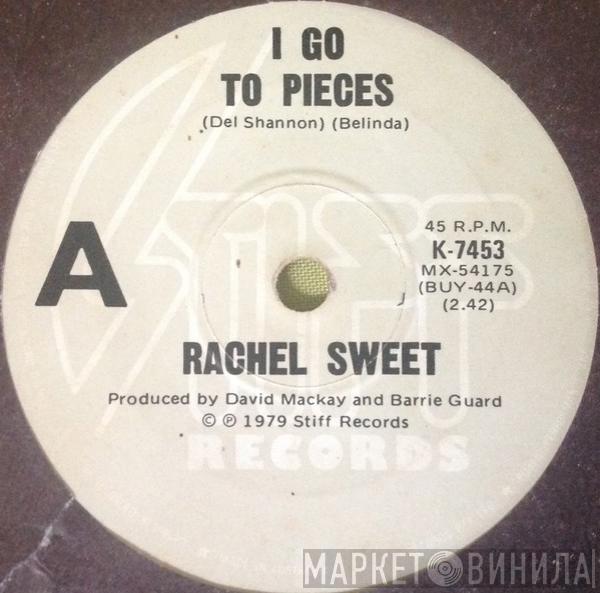 I GO
TO PIECES
(Del Shannon) (Belinda)
A
45 R.P.M.
K-7453
MX-54175
(BUY-44A)
(2.42)
STIFF
RACHEL SWEET
Produced by David Mackay and Barrie Guard
© ℗ 1979 Stiff Records
RECORDS
МАРКЕТ ВИНИЛА